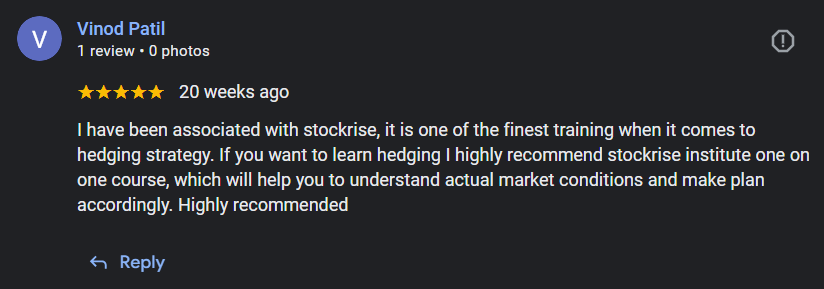 V
Vinod Patil
1 review • 0 photos
20 weeks ago
I have been associated with stockrise, it is one of the finest training when it comes to
hedging strategy. If you want to learn hedging I highly recommend stockrise institute one on
one course, which will help you to understand actual market conditions and make plan
accordingly. Highly recommended
Reply